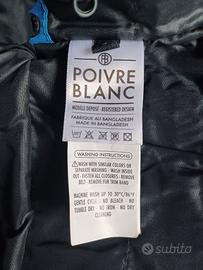 POIVRE
BLANC
MODELE DEPOSE - REGISTERED DESIGN
FABRIQUE AU BANGLADESH
MADE IN BANGLADESH
WASHING INSTRUCTIONS
WASH WITH SIMILAR COLORS OR
SEPARATE WASHING - WASH INSIDE
OUT - FASTEN ALL CLOSURES - REMOVE
BELT - REMOVE FUR TRIM BAND
MACHINE WASH UP TO 30°C/86°F
GENTLE CYCLE - NO BLEACH - NO
TUMBLE DRY - NO IRON - NO DRY
CLEANING
subito